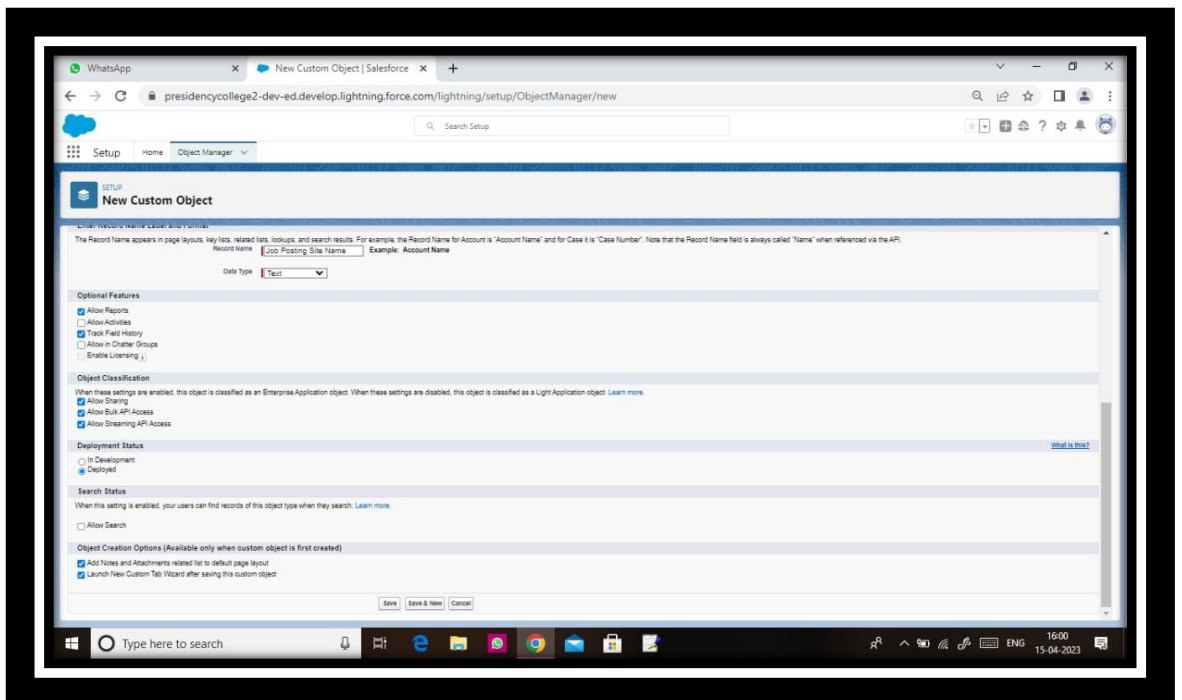 WhatsApp
New Custom Object | Salesforce
presidencycollege2-dev-ed.develop.lightning.force.com/lightning/setup/ObjectManager/new
Search Setup
Setup
Home
Object Manager
SETUP
New Custom Object
Enter Record Name Label and Format
The Record Name appears in page layouts, key lists, related lists, lookups, and search results. For example, the Record Name for Account is "Account Name" and for Case it is "Case Number". Note that the Record Name field is always called "Name" when referenced via the API.
Record Name Job Posting Site Name Example: Account Name
Data Type Text
Optional Features
Allow Reports
Allow Activities
Track Field History
Allow in Chatter Groups
Enable Licensing i
Object Classification
When these settings are enabled, this object is classified as an Enterprise Application object. When these settings are disabled, this object is classified as a Light Application object. Learn more.
Allow Sharing
Allow Bulk API Access
Allow Streaming API Access
Deployment Status What is this?
In Development
Deployed
Search Status
When this setting is enabled, your users can find records of this object type when they search. Learn more.
Allow Search
Object Creation Options (Available only when custom object is first created)
Add Notes and Attachments related list to default page layout
Launch New Custom Tab Wizard after saving this custom object
Save Save & New Cancel
Type here to search
ENG
16:00
15-04-2023